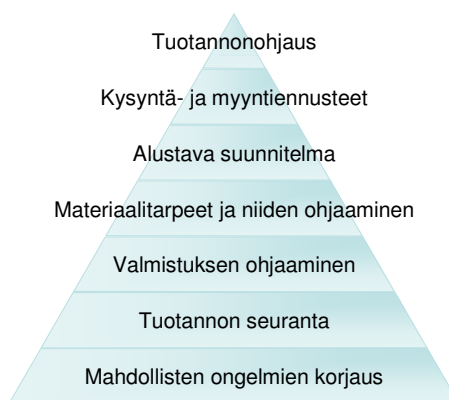 Tuotannonohjaus
Kysyntä- ja myyntiennusteet
Alustava suunnitelma
Materiaalitarpeet ja niiden ohjaaminen
Valmistuksen ohjaaminen
Tuotannon seuranta
Mahdollisten ongelmien korjaus